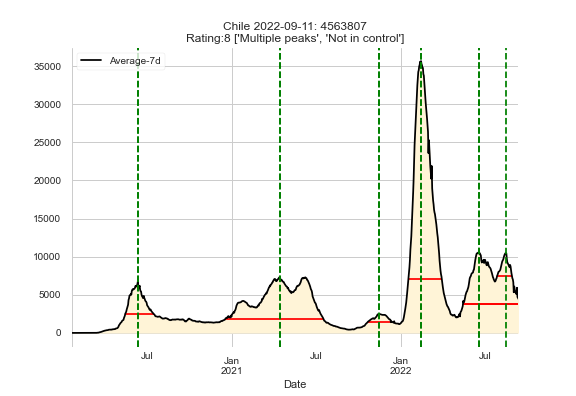 Chile 2022-09-11: 4563807
Rating:8 ['Multiple peaks', 'Not in control']
Average-7d
35000
30000
25000
20000
15000
10000
5000
0
Jul
Jan
2021
Jul
Jan
2022
Jul
Date